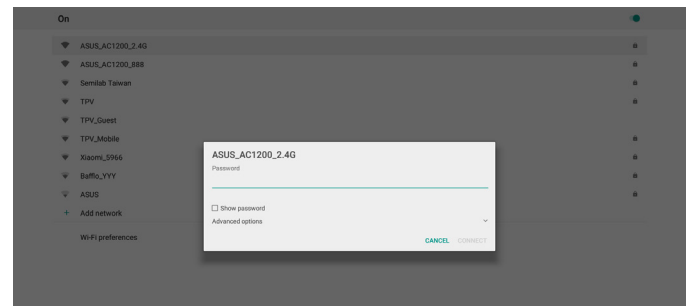 On
ASUS_AC1200_2.4G
ASUS_AC1200_888
Semilab Taiwan
TPV
TPV_Guest
TPV_Mobile
Xiaomi_5966
Bafflo_YYY
ASUS
+ Add network
Wi-Fi preferences
ASUS_AC1200_2.4G
Password
Show password
Advanced options
CANCEL CONNECT